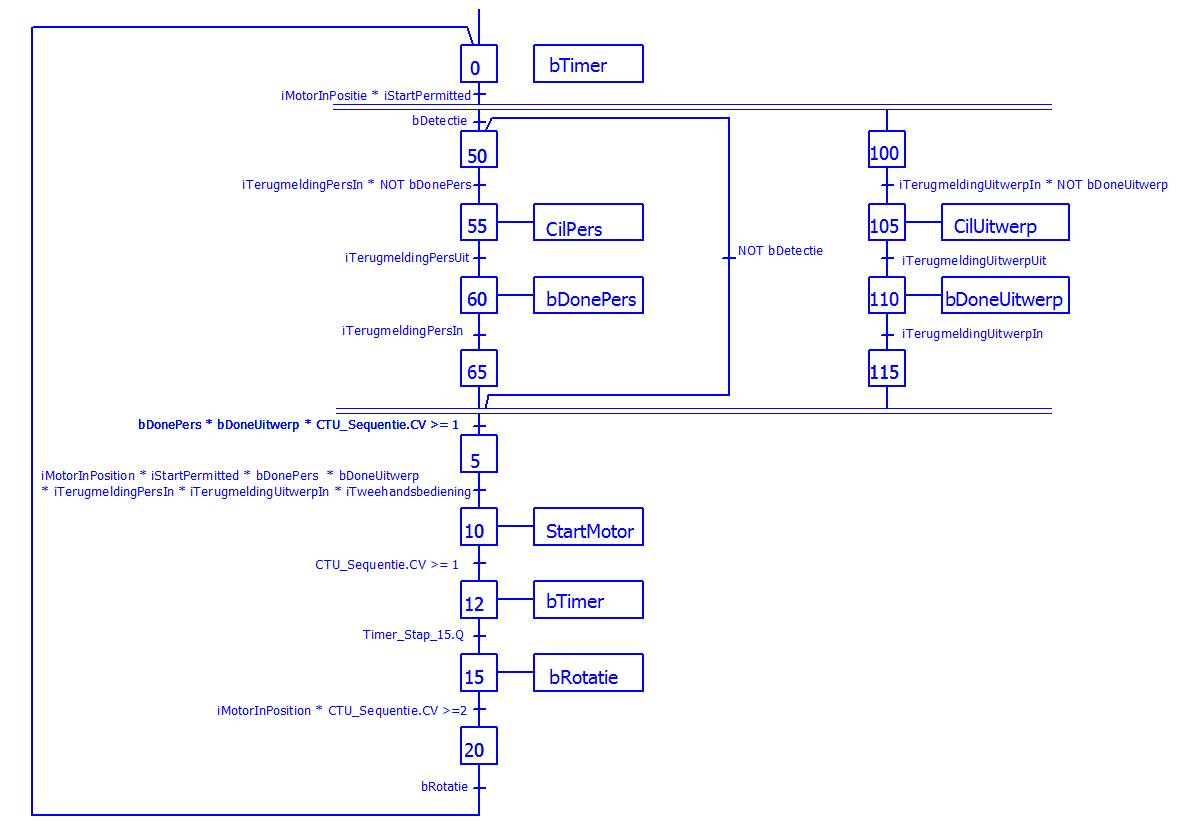 0
bTimer
iMotorInPositie * iStartPermitted
bDetectie
50
iTerugmeldingPersIn * NOT bDonePers
55
CilPers
iTerugmeldingPersUit
60
bDonePers
iTerugmeldingPersIn
65
NOT bDetectie
100
iTerugmeldingUitwerpIn * NOT bDoneUitwerp
105
CilUitwerp
iTerugmeldingUitwerpUit
110
bDoneUitwerp
iTerugmeldingUitwerpIn
115
bDonePers * bDoneUitwerp * CTU_Sequentie.CV >= 1
5
iMotorInPosition * iStartPermitted * bDonePers * bDoneUitwerp
* iTerugmeldingPersIn * iTerugmeldingUitwerpIn * iTweehandsbediening
10
StartMotor
CTU_Sequentie.CV >= 1
12
bTimer
Timer_Stap_15.Q
15
bRotatie
iMotorInPosition * CTU_Sequentie.CV >=2
20
bRotatie